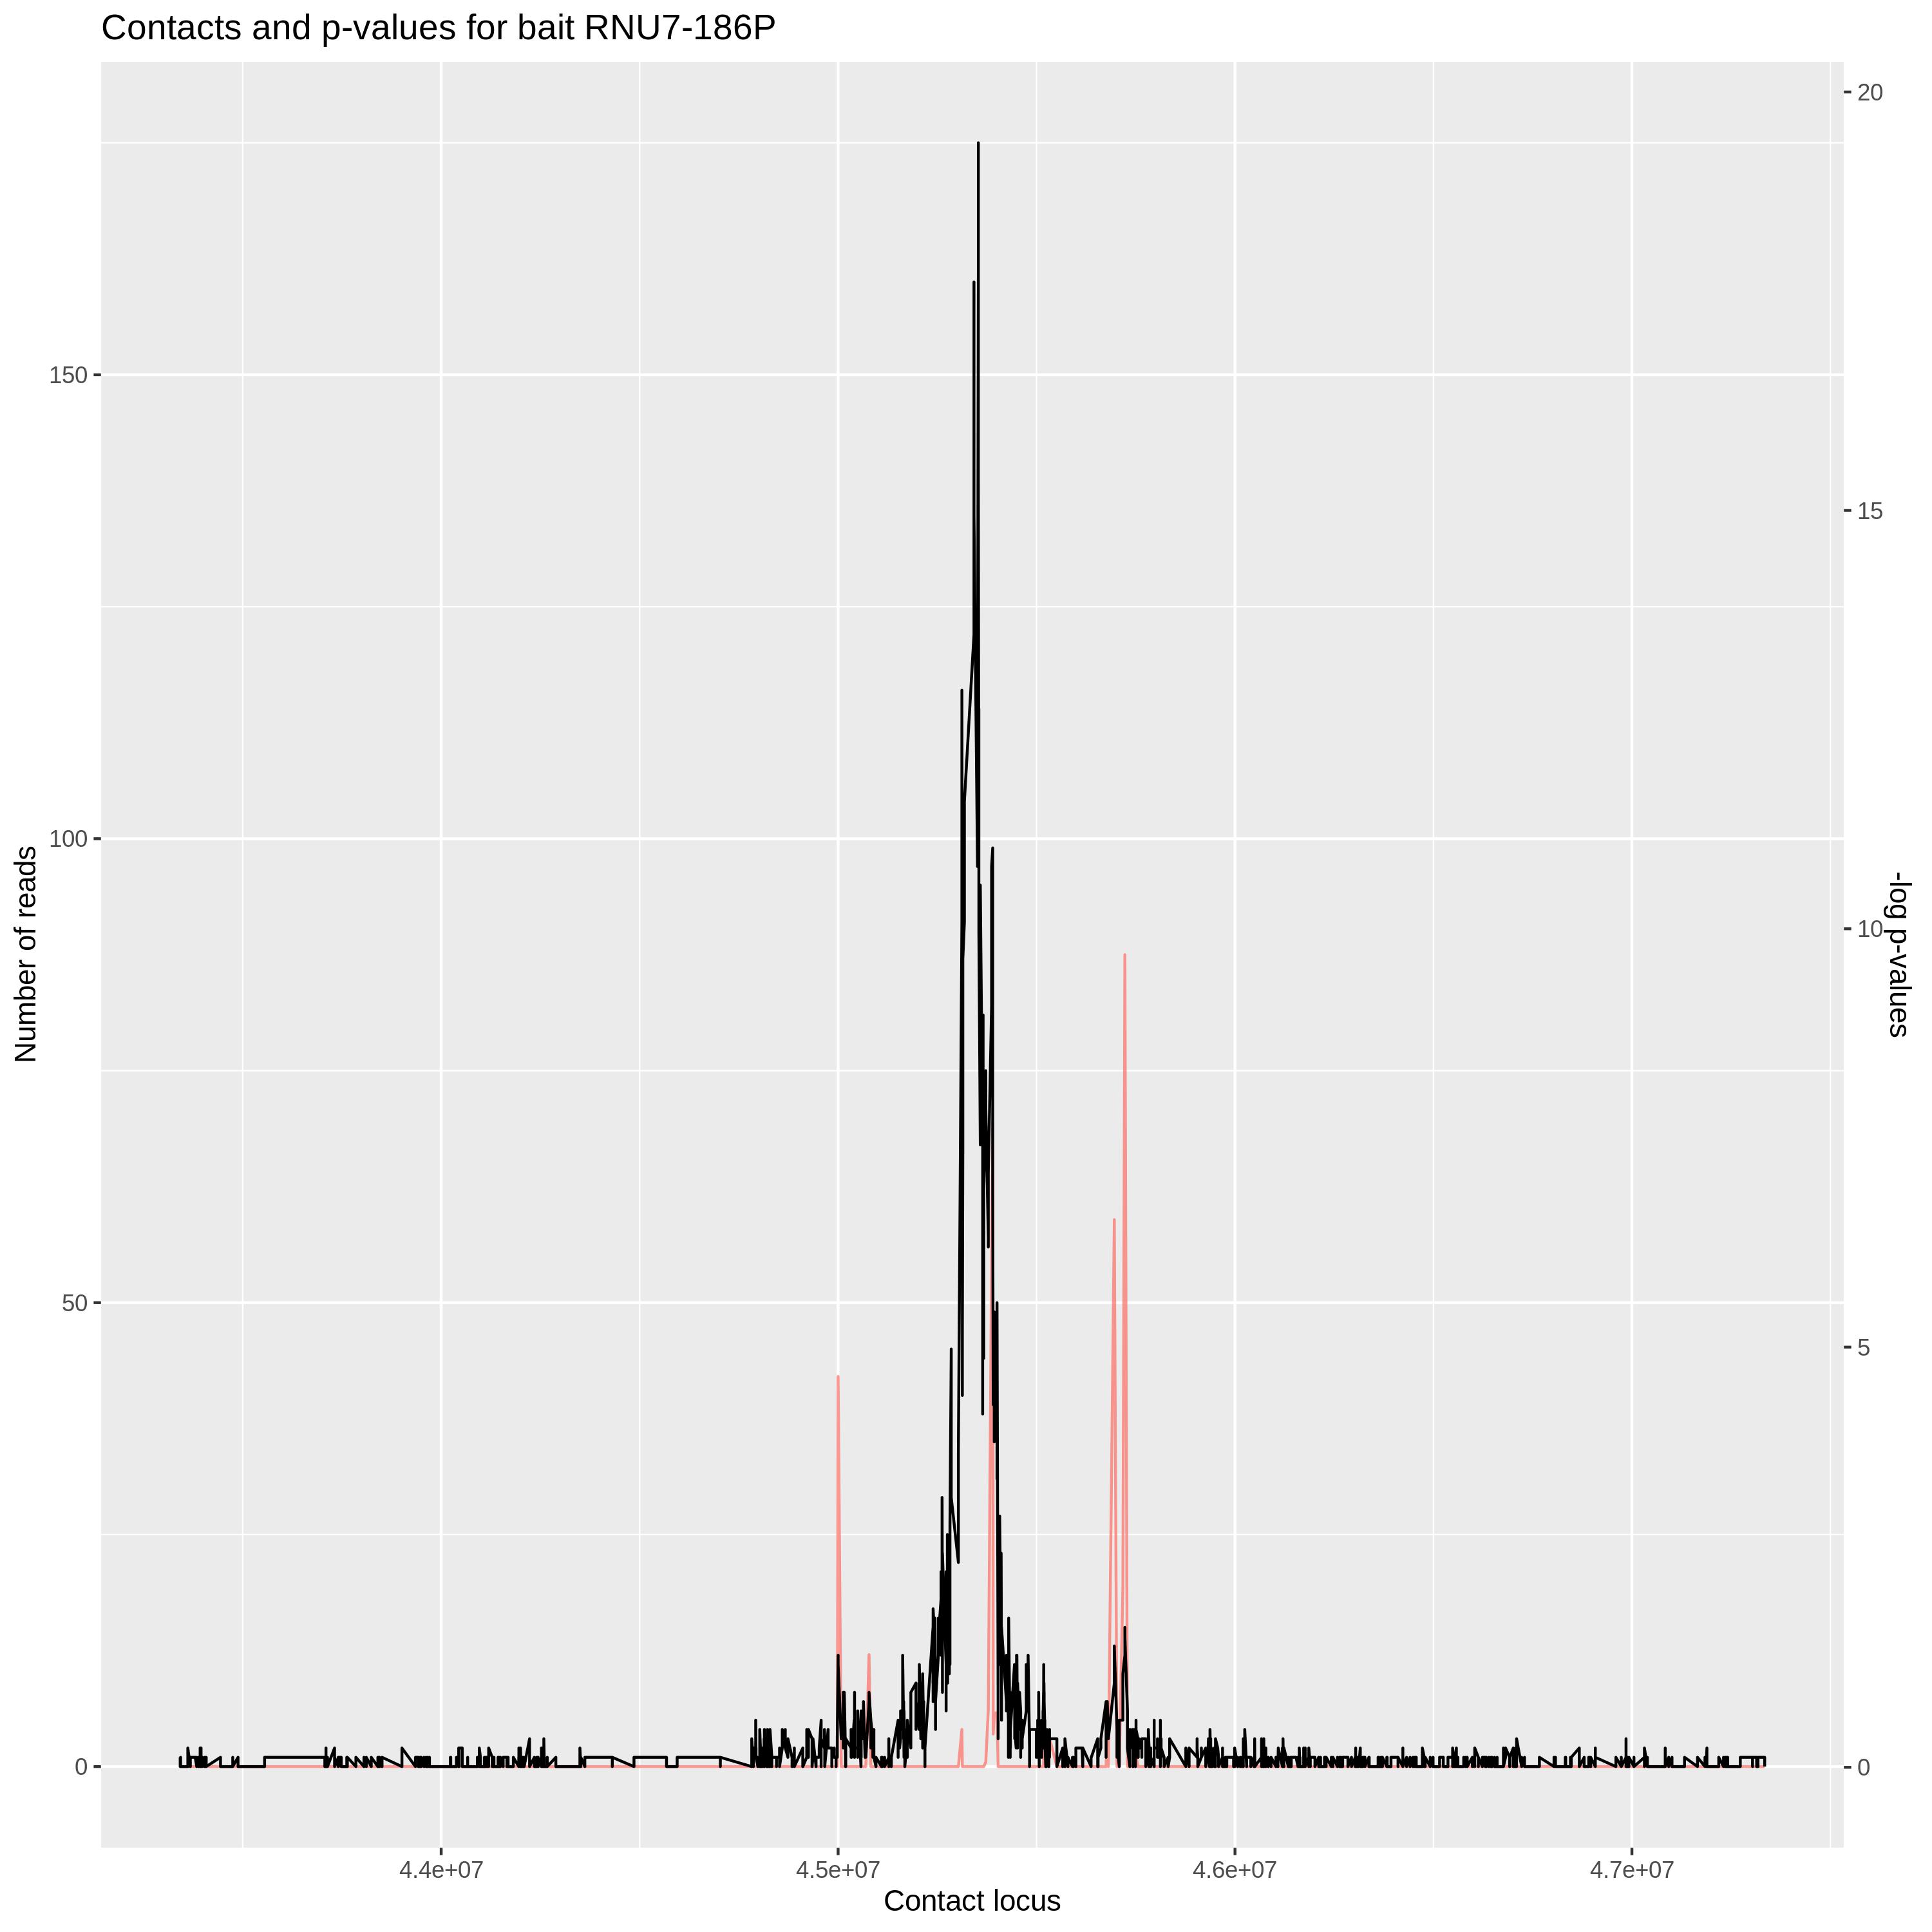 Contacts and p-values for bait RNU7-186P
Number of reads
150
100
50
0
20
15
10
5
0
-log p-values
4.4e+07
4.5e+07
4.6e+07
4.7e+07
Contact locus